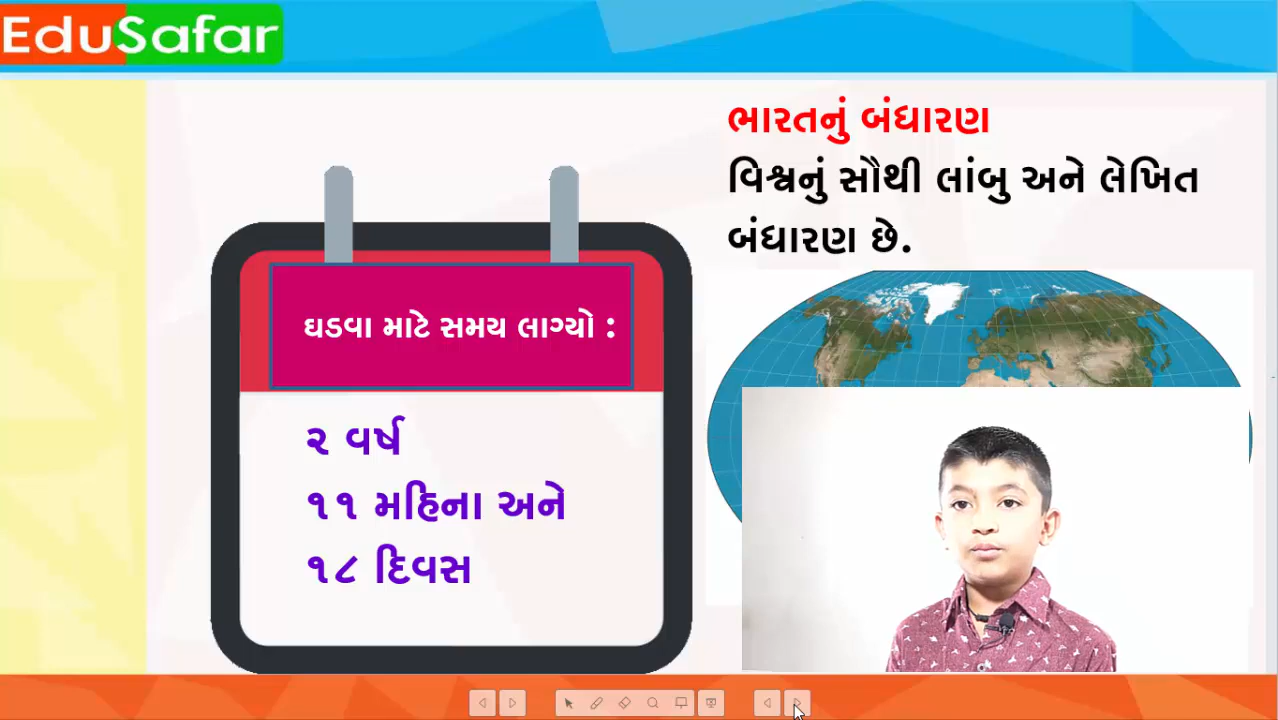 EduSafar
ભારતનું બંધારણ
વિશ્વનું સૌથી લાંબુ અને લેખિત
બંધારણ છે.
ઘડવા માટે સમય લાગ્યો :
૨ વર્ષ
૧૧ મહિના અને
૧૮ દિવસ